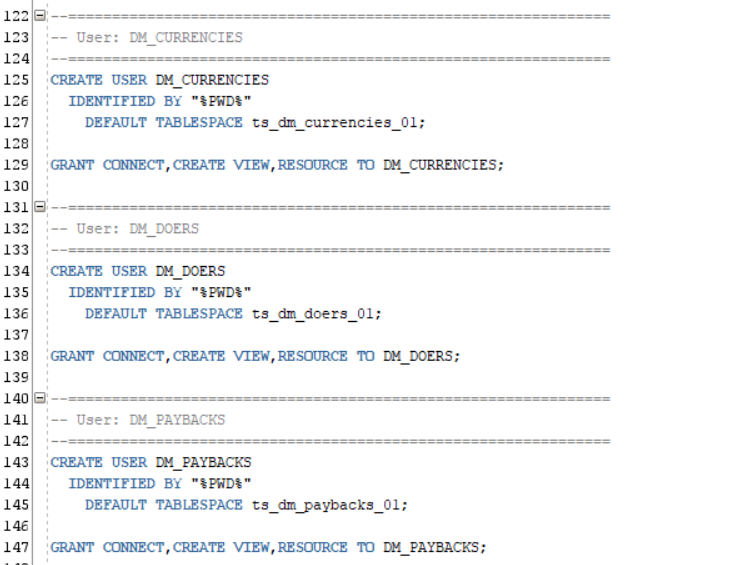 122 --==============================================================
123 -- User: DM_CURRENCIES
124 --==============================================================
125 CREATE USER DM_CURRENCIES
126   IDENTIFIED BY "%PWD%"
127     DEFAULT TABLESPACE ts_dm_currencies_01;
128
129 GRANT CONNECT,CREATE VIEW,RESOURCE TO DM_CURRENCIES;
130
131 --==============================================================
132 -- User: DM_DOERS
133 --==============================================================
134 CREATE USER DM_DOERS
135   IDENTIFIED BY "%PWD%"
136     DEFAULT TABLESPACE ts_dm_doers_01;
137
138 GRANT CONNECT,CREATE VIEW,RESOURCE TO DM_DOERS;
139
140 --==============================================================
141 -- User: DM_PAYBACKS
142 --==============================================================
143 CREATE USER DM_PAYBACKS
144   IDENTIFIED BY "%PWD%"
145     DEFAULT TABLESPACE ts_dm_paybacks_01;
146
147 GRANT CONNECT,CREATE VIEW,RESOURCE TO DM_PAYBACKS;